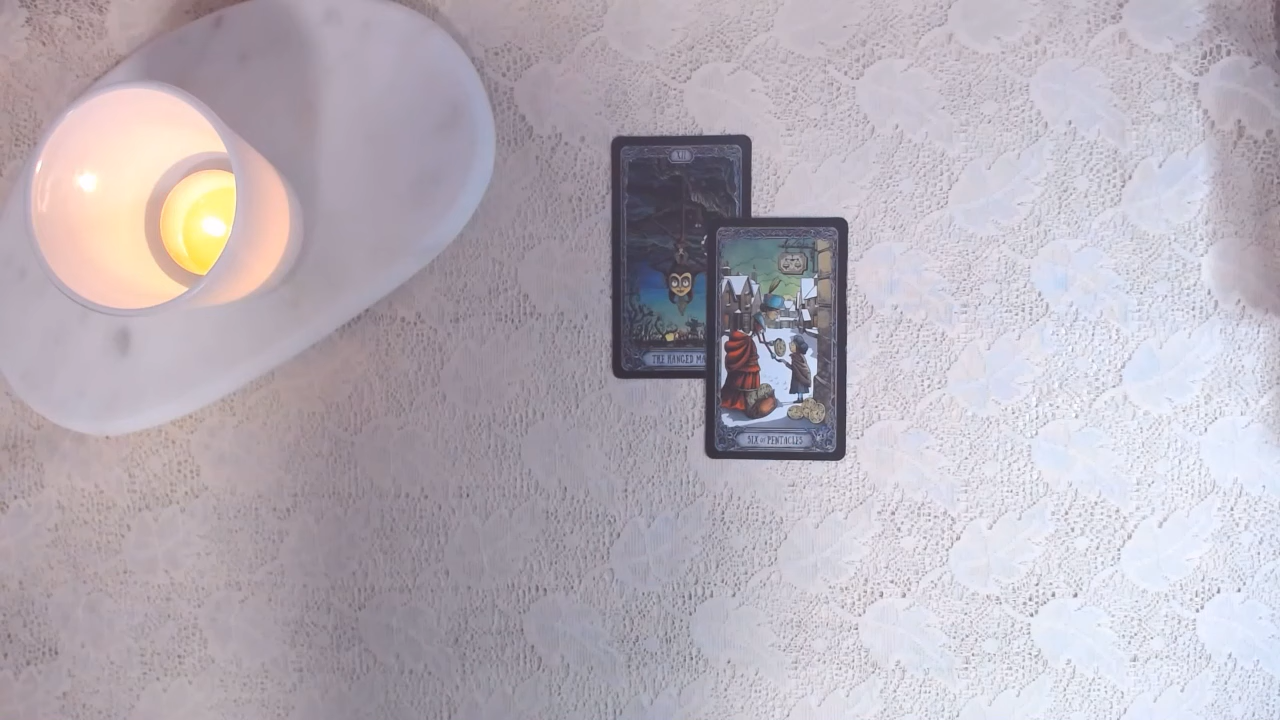 XII
THE HANGED MA
SIX OF PENTACLES